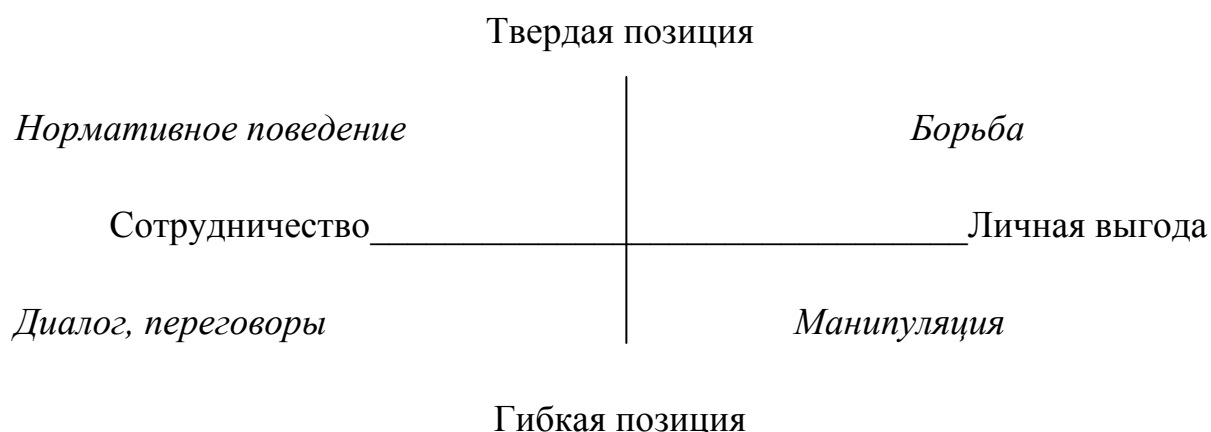 Твердая позиция
Нормативное поведение Борьба
Сотрудничество Личная выгода
Диалог, переговоры Манипуляция
Гибкая позиция